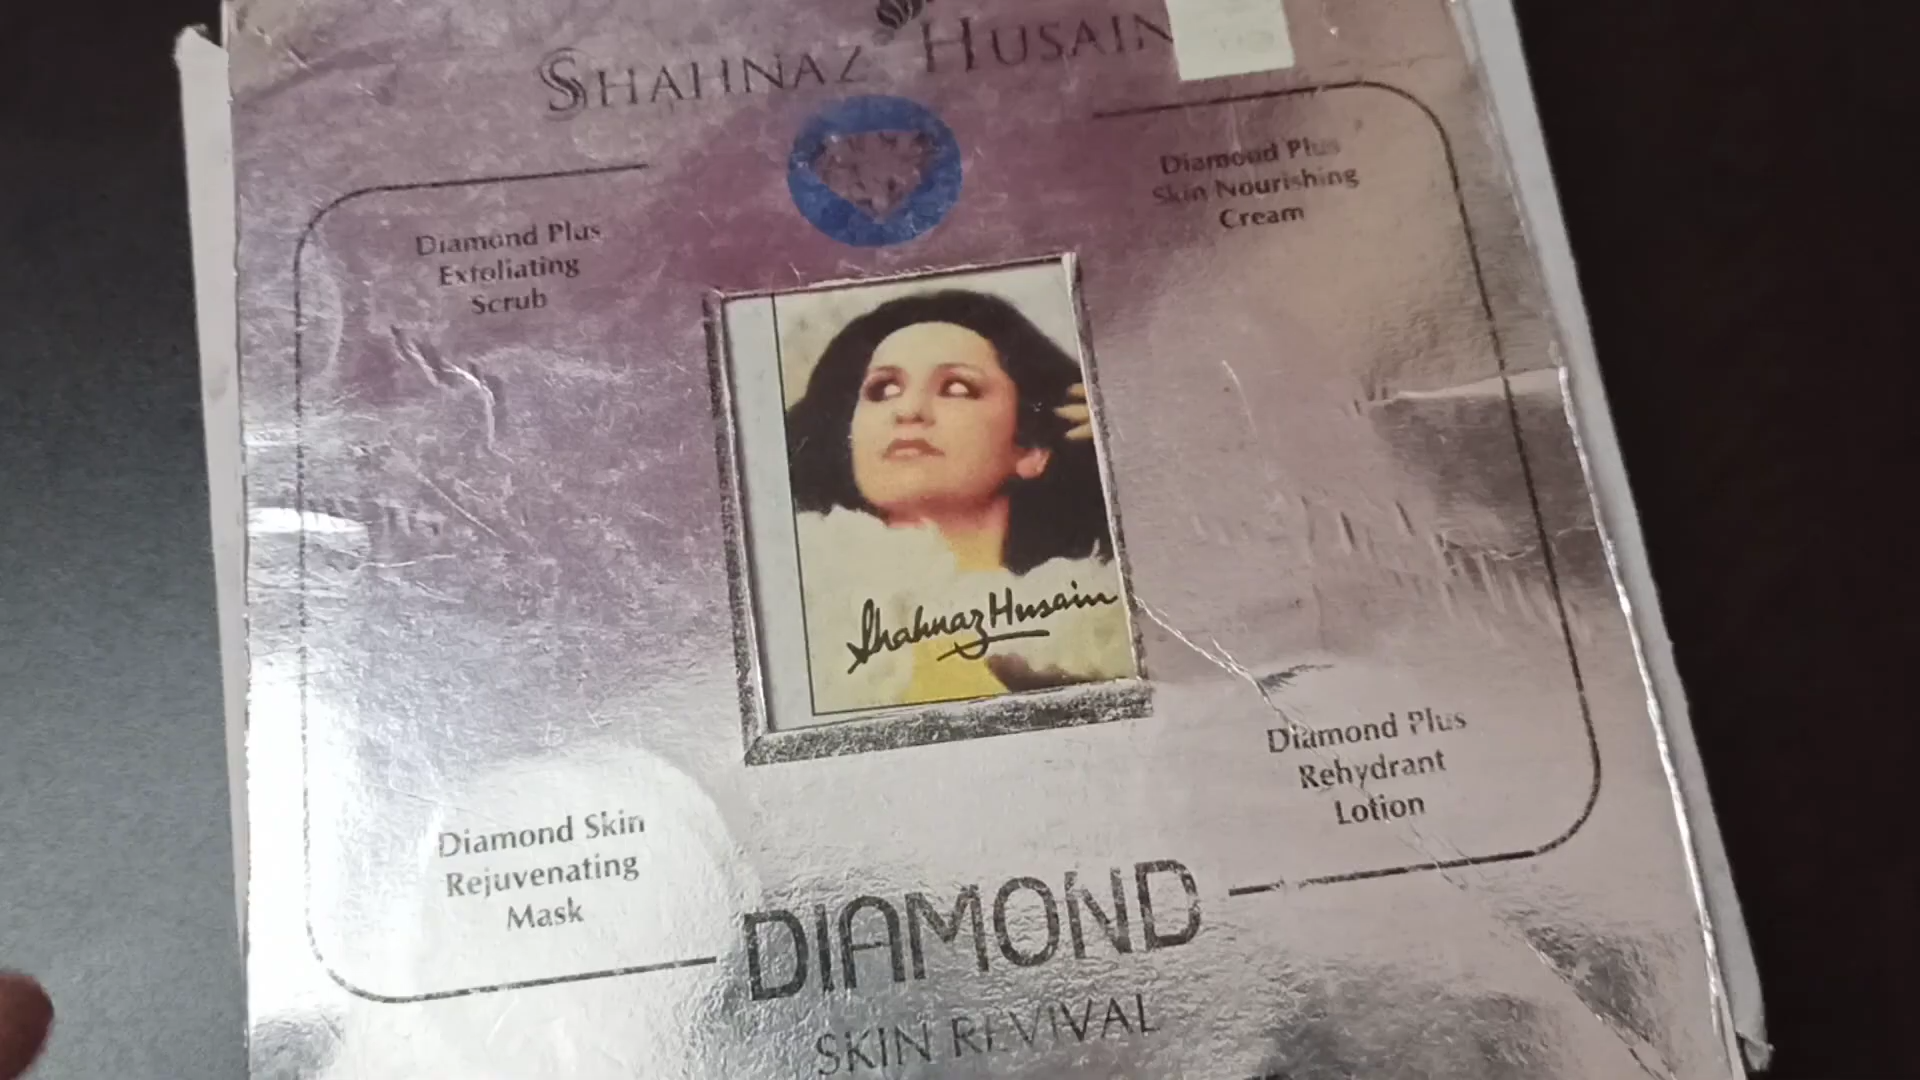 SHAHNAZ HUSAIN
Diamond Plus
Exfoliating
Scrub
Diamond Plus
Skin Nourishing
Cream
Shahnaz Husain
Diamond Skin
Rejuvenating
Mask
Diamond Plus
Rehydrant
Lotion
DIAMOND
SKIN REVIVAL